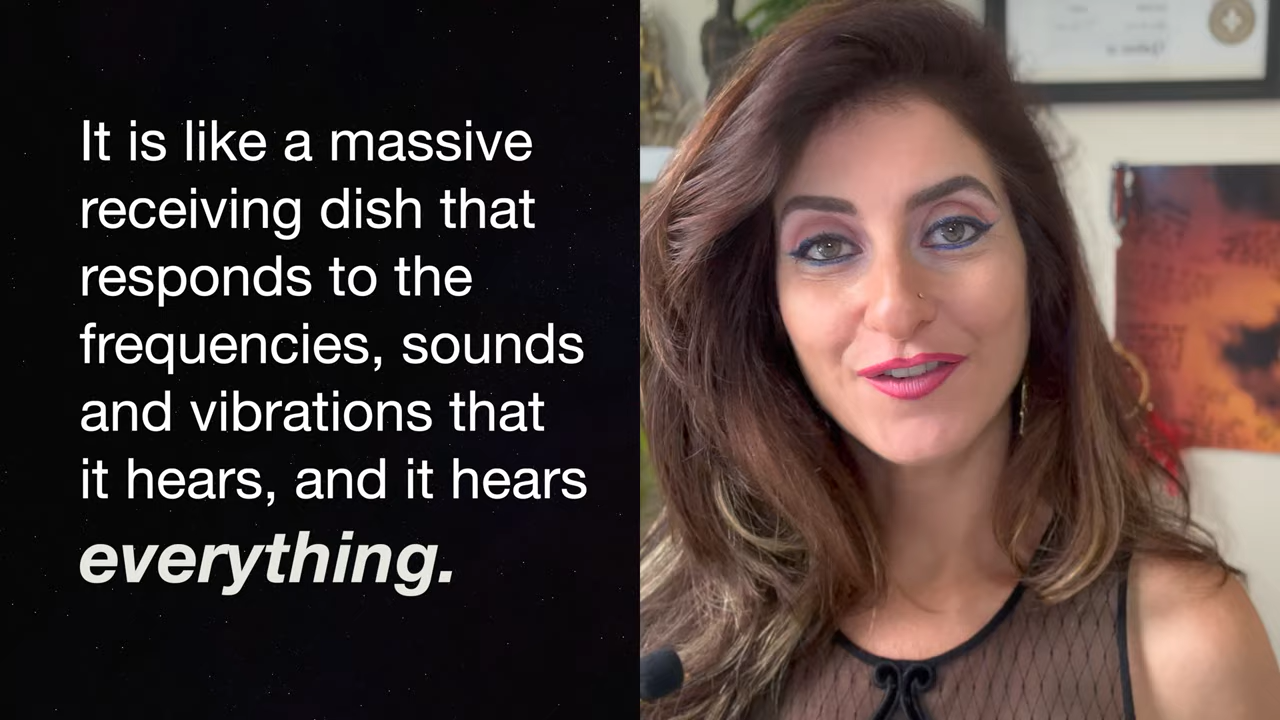 It is like a massive
receiving dish that
responds to the
frequencies, sounds
and vibrations that
it hears, and it hears
everything.